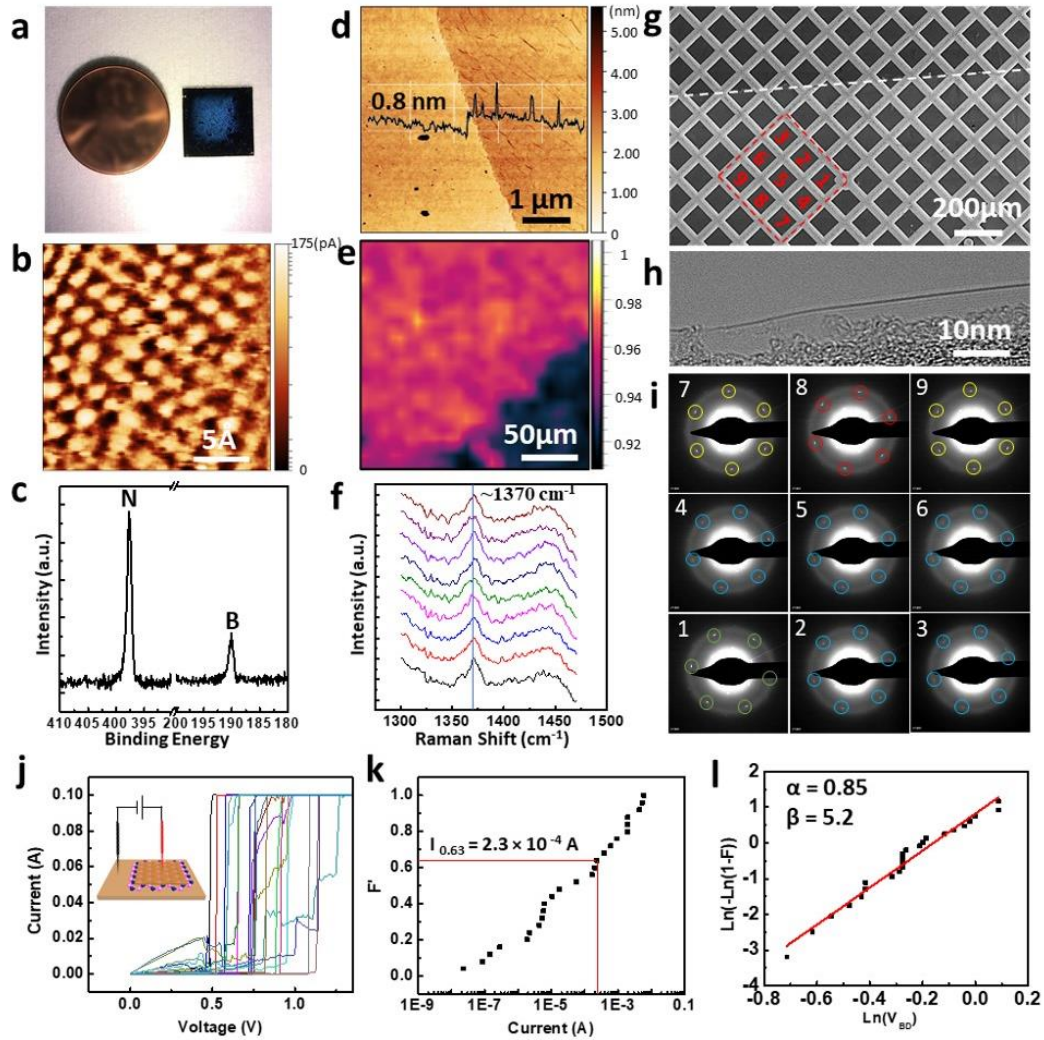 a
b
175(pA)
0
5Å
c
N
B
Intensity (a.u.)
410 405 400 395 200 195 190 185 180
Binding Energy
d
0.8 nm
1 μm
(nm)
5.00
4.00
3.00
2.00
1.00
0
e
50μm
1
0.98
0.96
0.94
0.92
f
~1370 cm-1
Intensity (a.u.)
1300 1350 1400 1450 1500
Raman Shift (cm-1)
g
200μm
h
10nm
i
7
8
9
4
5
6
1
2
3
j
0.10
0.08
0.06
0.04
0.02
0.00
Current (A)
0.0 0.5 1.0
Voltage (V)
k
I0.63 = 2.3 × 10-4 A
1.0
0.8
0.6
0.4
0.2
0.0
F'
1E-9 1E-7 1E-5 1E-3 0.1
Current (A)
l
α = 0.85
β = 5.2
2
1
0
-1
-2
-3
-4
Ln(-Ln(1-F))
-0.8 -0.6 -0.4 -0.2 0.0 0.2
Ln(VBD)